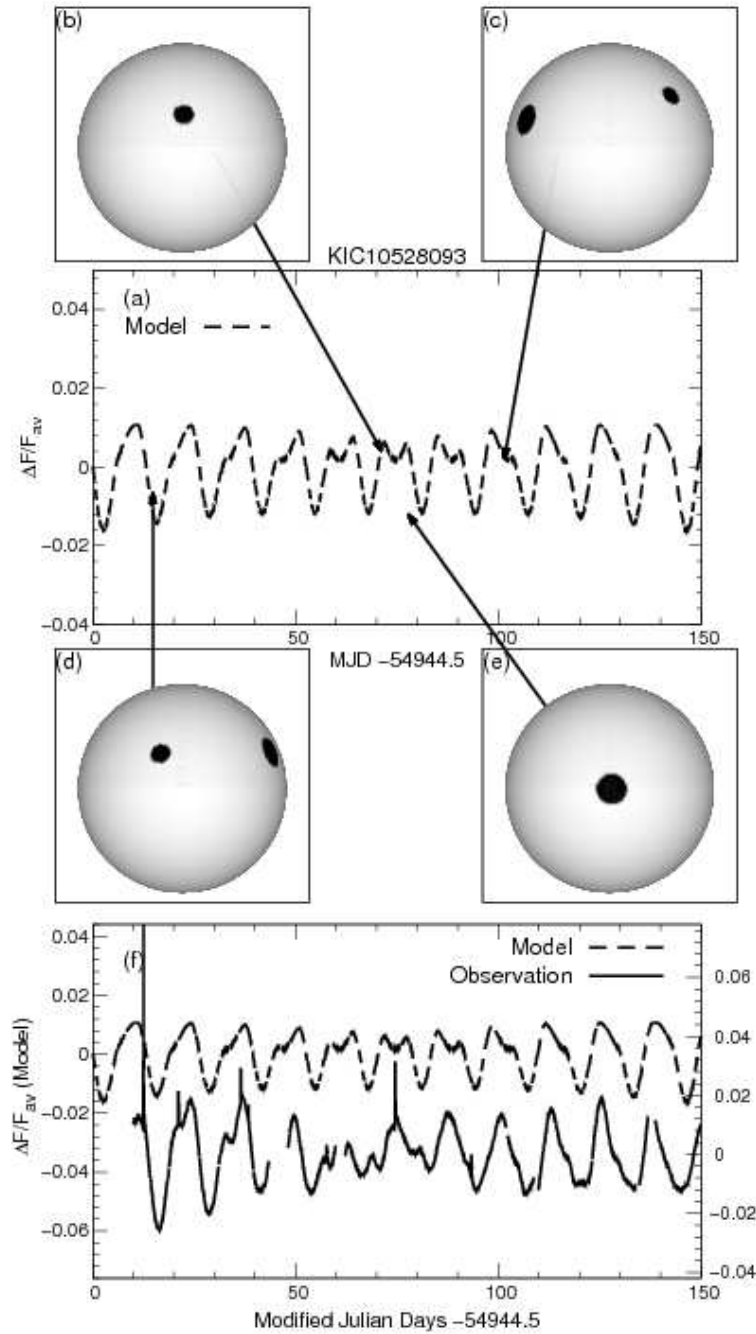 (b)
(c)
KIC10528093
(a)
Model
0.04
0.02
0
−0.02
−0.04
ΔF/F_av
0 50 100 150
MJD −54944.5
(d)
(e)
(f)
Model
Observation
0.04
0.02
0
−0.02
−0.04
−0.06
ΔF/F_av (Model)
0.06
0.04
0.02
0
−0.02
−0.04
0 50 100 150
Modified Julian Days −54944.5